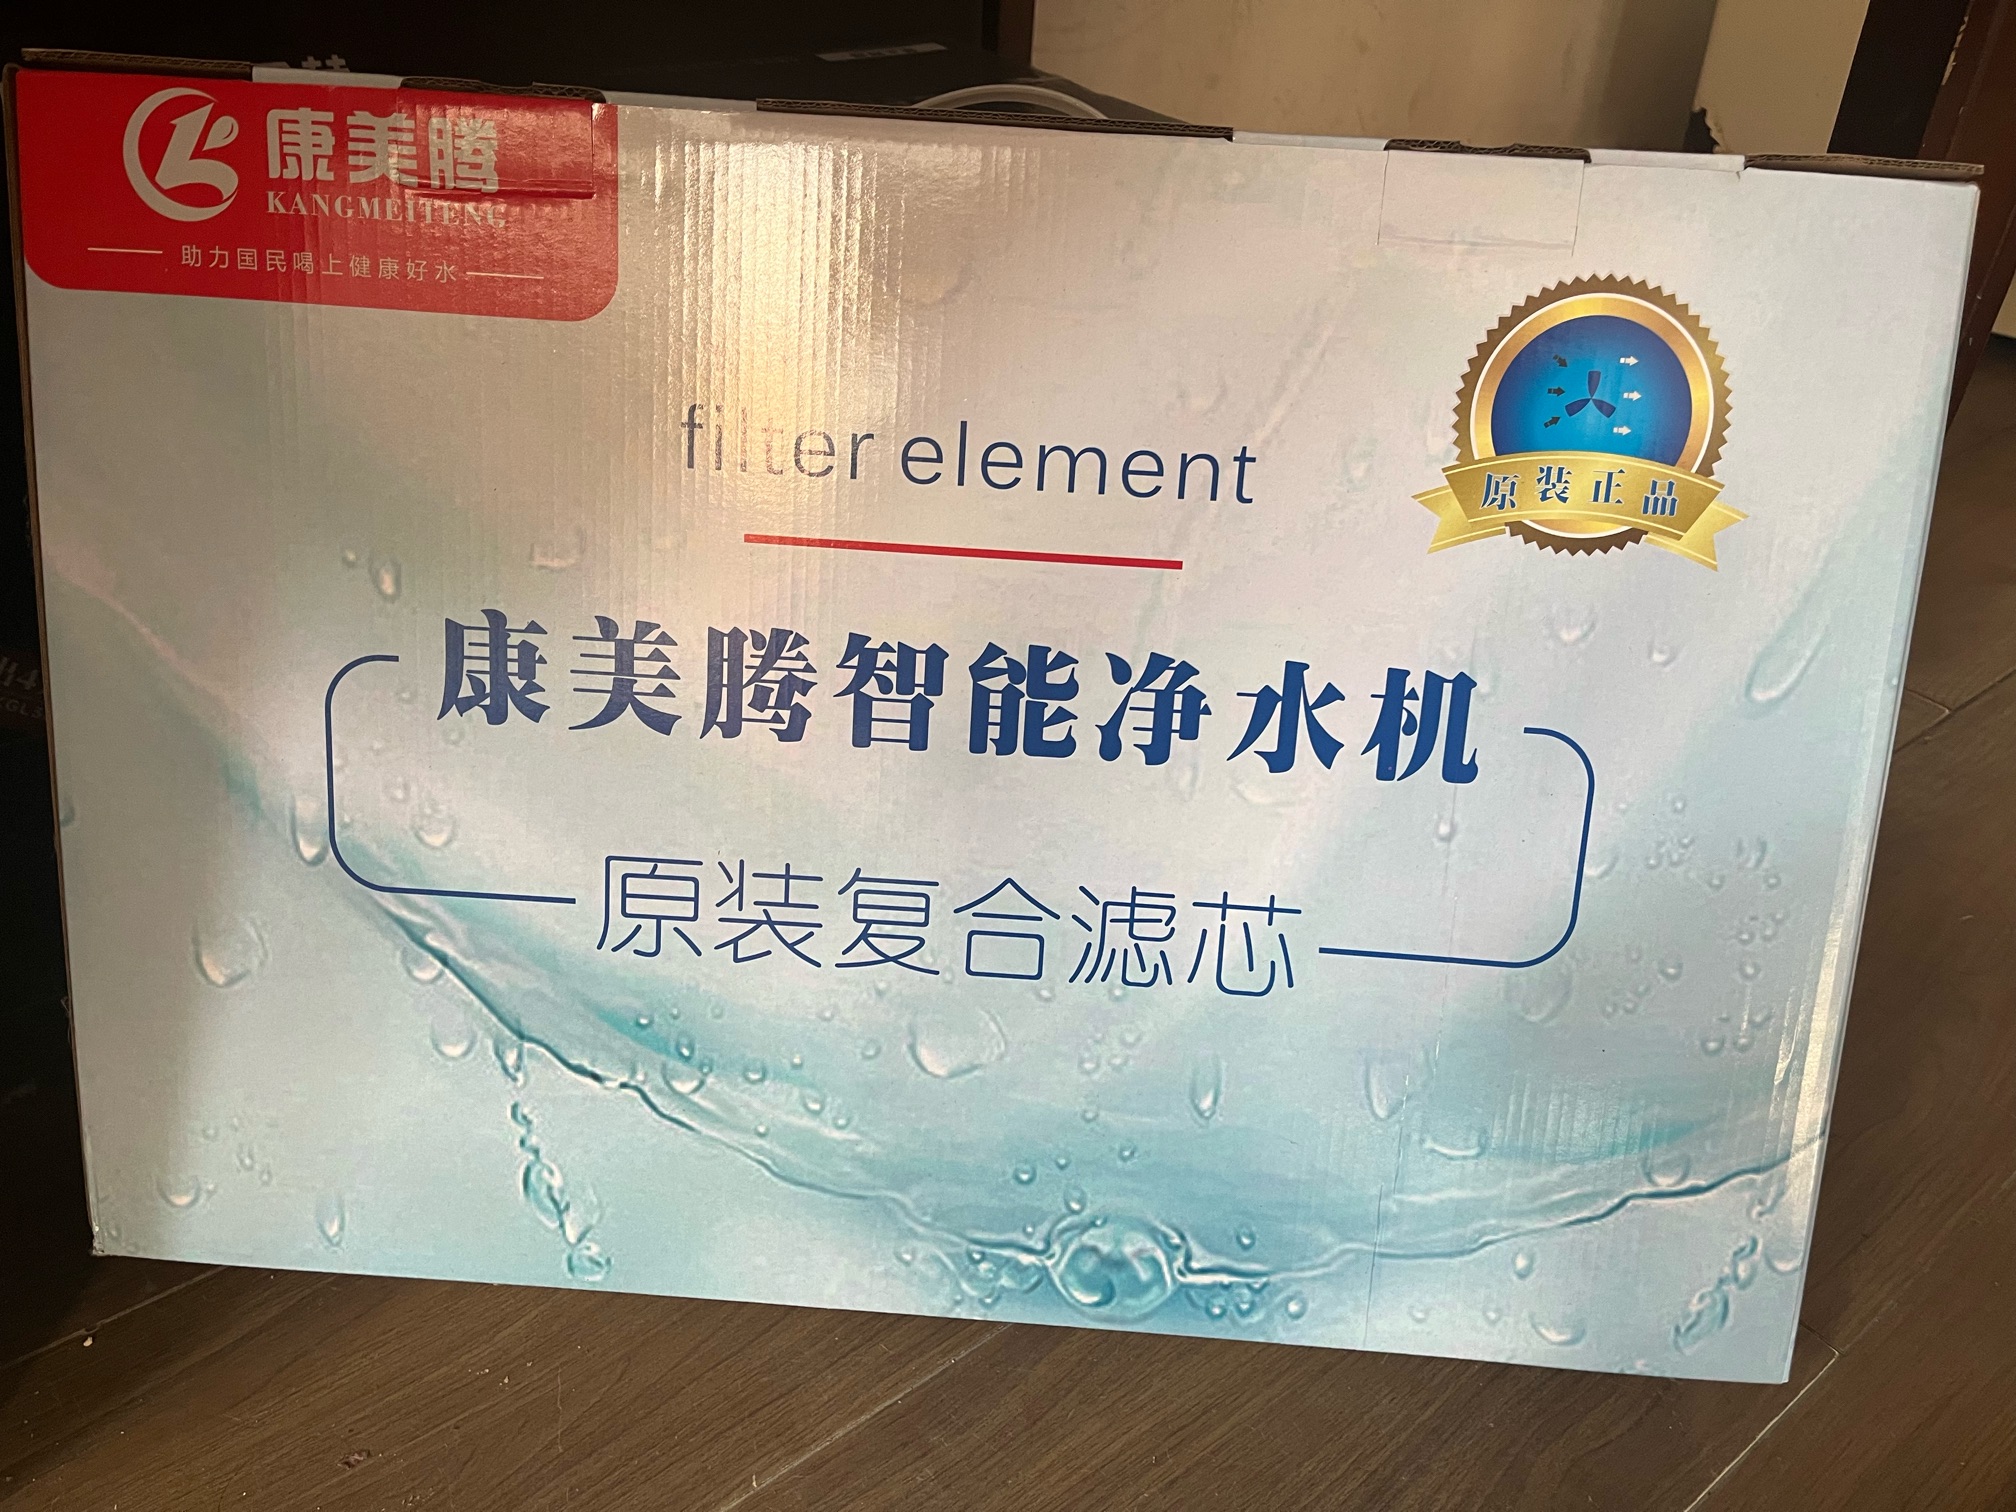 康美腾
KANGMEITENG
助力国民喝上健康好水
filter element
原装正品
康美腾智能净水机
原装复合滤芯